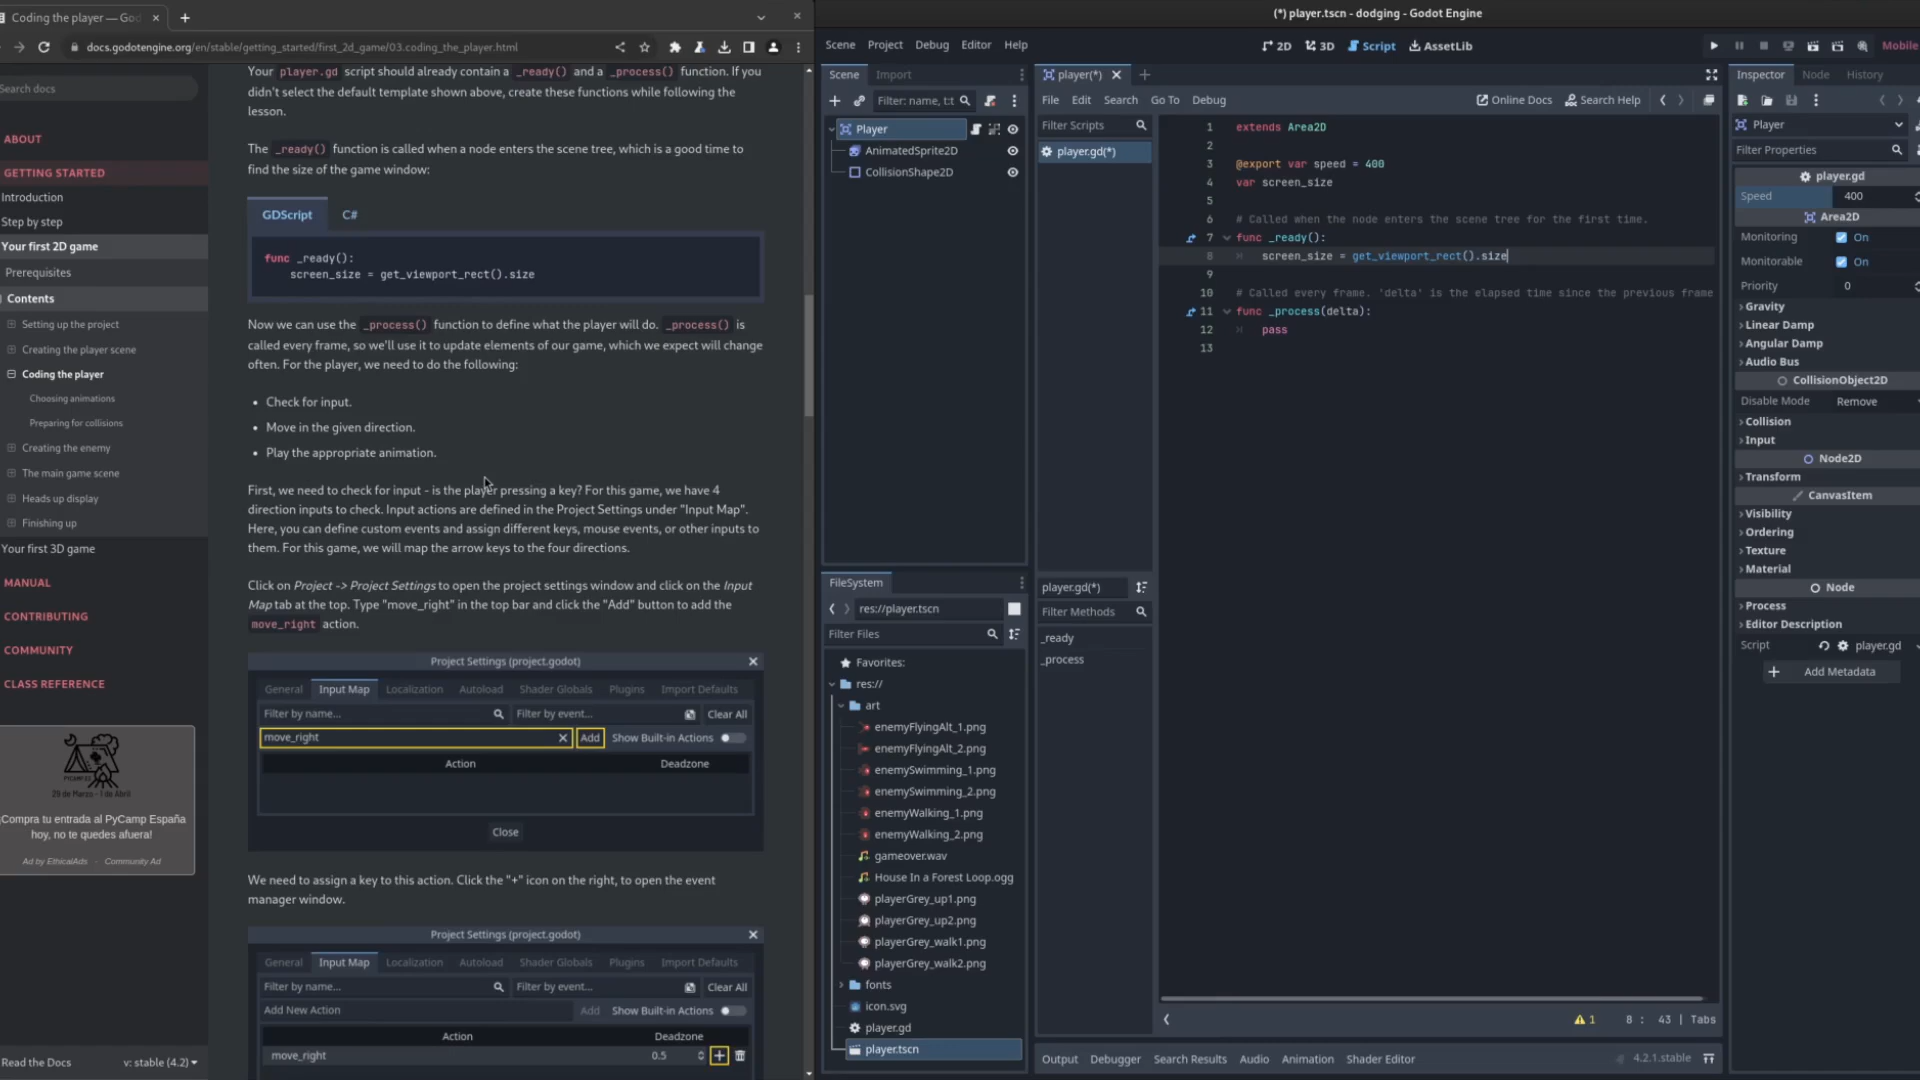 Coding the player — God
docs.godotengine.org/en/stable/getting_started/first_2d_game/03.coding_the_player.html
Search docs
ABOUT
GETTING STARTED
Introduction
Step by step
Your first 2D game
Prerequisites
Contents
Setting up the project
Creating the player scene
Coding the player
Choosing animations
Preparing for collisions
Creating the enemy
The main game scene
Heads up display
Finishing up
Your first 3D game
MANUAL
CONTRIBUTING
COMMUNITY
CLASS REFERENCE
29 de Marzo - 1 de Abril
¡Compra tu entrada al PyCamp España
hoy, no te quedes afuera!
Ad by EthicalAds · Community Ad
Read the Docs
v: stable (4.2)
Your player.gd script should already contain a _ready() and a _process() function. If you
didn't select the default template shown above, create these functions while following the
lesson.
The _ready() function is called when a node enters the scene tree, which is a good time to
find the size of the game window:
GDScript C#
func _ready():
screen_size = get_viewport_rect().size
Now we can use the _process() function to define what the player will do. _process() is
called every frame, so we'll use it to update elements of our game, which we expect will change
often. For the player, we need to do the following:
• Check for input.
• Move in the given direction.
• Play the appropriate animation.
First, we need to check for input - is the player pressing a key? For this game, we have 4
direction inputs to check. Input actions are defined in the Project Settings under "Input Map".
Here, you can define custom events and assign different keys, mouse events, or other inputs to
them. For this game, we will map the arrow keys to the four directions.
Click on Project -> Project Settings to open the project settings window and click on the Input
Map tab at the top. Type "move_right" in the top bar and click the "Add" button to add the
move_right action.
Project Settings (project.godot)
General Input Map Localization Autoload Shader Globals Plugins Import Defaults
Filter by name... Filter by event... Clear All
move_right Add Show Built-in Actions
Action Deadzone
Close
We need to assign a key to this action. Click the "+" icon on the right, to open the event
manager window.
Project Settings (project.godot)
General Input Map Localization Autoload Shader Globals Plugins Import Defaults
Filter by name... Filter by event... Clear All
Add New Action Add Show Built-in Actions
Action Deadzone
move_right 0.5
(*) player.tscn - dodging - Godot Engine
Scene Project Debug Editor Help
2D 3D Script AssetLib
Mobile
Scene Import
Filter: name, t:t
Player
AnimatedSprite2D
CollisionShape2D
FileSystem
res://player.tscn
Filter Files
Favorites:
res://
art
enemyFlyingAlt_1.png
enemyFlyingAlt_2.png
enemySwimming_1.png
enemySwimming_2.png
enemyWalking_1.png
enemyWalking_2.png
gameover.wav
House In a Forest Loop.ogg
playerGrey_up1.png
playerGrey_up2.png
playerGrey_walk1.png
playerGrey_walk2.png
fonts
icon.svg
player.gd
player.tscn
player(*)
File Edit Search Go To Debug
Online Docs Search Help
Filter Scripts
player.gd(*)
player.gd(*)
Filter Methods
_ready
_process
1 extends Area2D
2
3 @export var speed = 400
4 var screen_size
5
6 # Called when the node enters the scene tree for the first time.
7 func _ready():
8 screen_size = get_viewport_rect().size
9
10 # Called every frame. 'delta' is the elapsed time since the previous frame
11 func _process(delta):
12 pass
13
1 8 : 43 | Tabs
Output Debugger Search Results Audio Animation Shader Editor
4.2.1.stable
Inspector Node History
Player
Filter Properties
player.gd
Speed 400
Area2D
Monitoring On
Monitorable On
Priority 0
Gravity
Linear Damp
Angular Damp
Audio Bus
CollisionObject2D
Disable Mode Remove
Collision
Input
Node2D
Transform
CanvasItem
Visibility
Ordering
Texture
Material
Node
Process
Editor Description
Script player.gd
Add Metadata